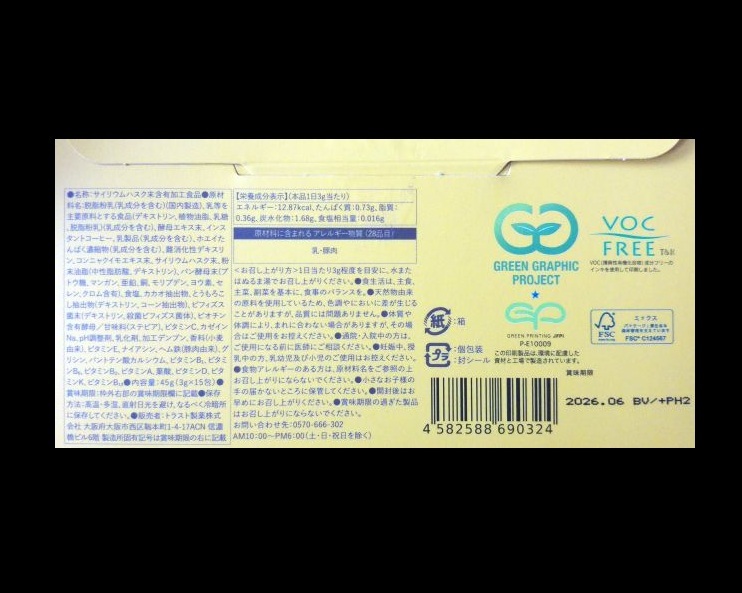 ●名称:サイリウムハスク末含有加工食品●原材
料名:脱脂粉乳(乳成分を含む)(国内製造)、乳等を
主要原料とする食品(デキストリン、植物油脂、乳糖、
脱脂粉乳)(乳成分を含む)、酵母エキス末、インス
タントコーヒー、乳製品(乳成分を含む)、ホエイた
んぱく濃縮物(乳成分を含む)、難消化性デキスリ
ン、コンニャクイモエキス末、サイリウムハスク末、粉
末油脂(中性脂肪酸、デキストリン)、パン酵母末(ブ
トウ糖、マンガン、亜鉛、銅、モリブデン、ヨウ素、セ
レン、クロム含有)、食塩、カカオ抽出物、とうもろこ
し抽出物(デキストリン、コーン抽出物)、ビフィズス
菌末(デキストリン、殺菌ビフィズス菌体)、ビオチン
含有酵母/甘味料(ステビア)、ビタミンC、カゼイン
Na、pH調整剤、乳化剤、加工デンプン、香料(小麦
由来)、ビタミンE、ナイアシン、ヘム鉄(豚肉由来)、グ
リシン、パントテン酸カルシウム、ビタミンB₁、ビタミ
ンB₆、ビタミンB₂、ビタミンA、葉酸、ビタミンD、ビタミ
ンK、ビタミンB₁₂●内容量:45g(3g×15包)●
賞味期限:枠外右部の賞味期限欄に記載●保存
方法:高温・多湿、直射日光を避け、なるべく冷暗所
に保存してください。●販売者:トラスト製薬株式
会社 大阪府大阪市西区靱本町1-4-17ACN 信濃
橋ビル6階 製造所固有記号は賞味期限の右に記載
【栄養成分表示】(本品1日3g当たり)
エネルギー:12.87kcal、たんぱく質:0.73g、脂質:
0.36g、炭水化物:1.68g、食塩相当量:0.016g
原材料に含まれる アレルギー物質 (28品目)
乳・豚肉
<お召し上がり方>1日当たり3g程度を目安に、水また
はぬるま湯でお召し上がりください。●食生活は、主食、
主菜、副菜を基本に、食事のバランスを。●天然物由来
の原料を使用しているため、色調やにおいに差が生じる
ことがありますが、品質には問題ありません。●体質や
体調により、まれに合わない場合がありますが、その場
合はご使用をお控えください。●通院・入院中の方は、
ご使用になる前に医師にご相談ください。●妊娠中、授
乳中の方、乳幼児及び小児のご使用はお控えください。
●食物アレルギーのある方は、原材料名をご参照の上
お召し上がりにならないでください。●小さなお子様の
手の届かないところに保管してください。●開封後はお
早めにお召し上がりください。●賞味期限の過ぎた製品
はお召し上がりにならないでください。
お問い合わせ先:0570-666-302
AM10:00~PM6:00(土・日・祝日を除く)
GREEN GRAPHIC
PROJECT
VOC
FREE T&K
VOC(揮発性有機化合物)成分フリーの
インキを使用して印刷しました。
GREEN PRINTING JFPI
P-E10009
この印刷製品は、環境に配慮した
資材と工場で製造されています。
紙 :箱
プラ :個包装
:封シール
FSC
ミックス
FSC® C124667
賞味期限
2026.06 BV/+PH2
4 582588 690324